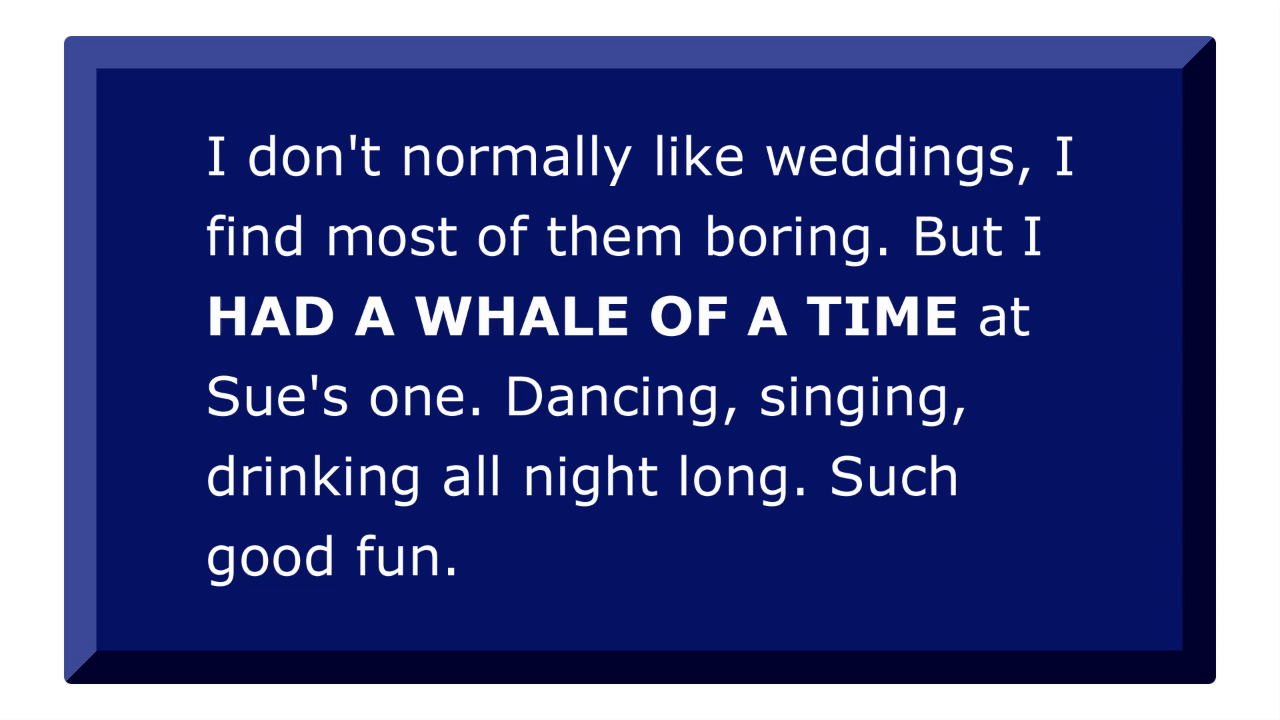 I don't normally like weddings, I
find most of them boring. But I
HAD A WHALE OF A TIME at
Sue's one. Dancing, singing,
drinking all night long. Such
good fun.